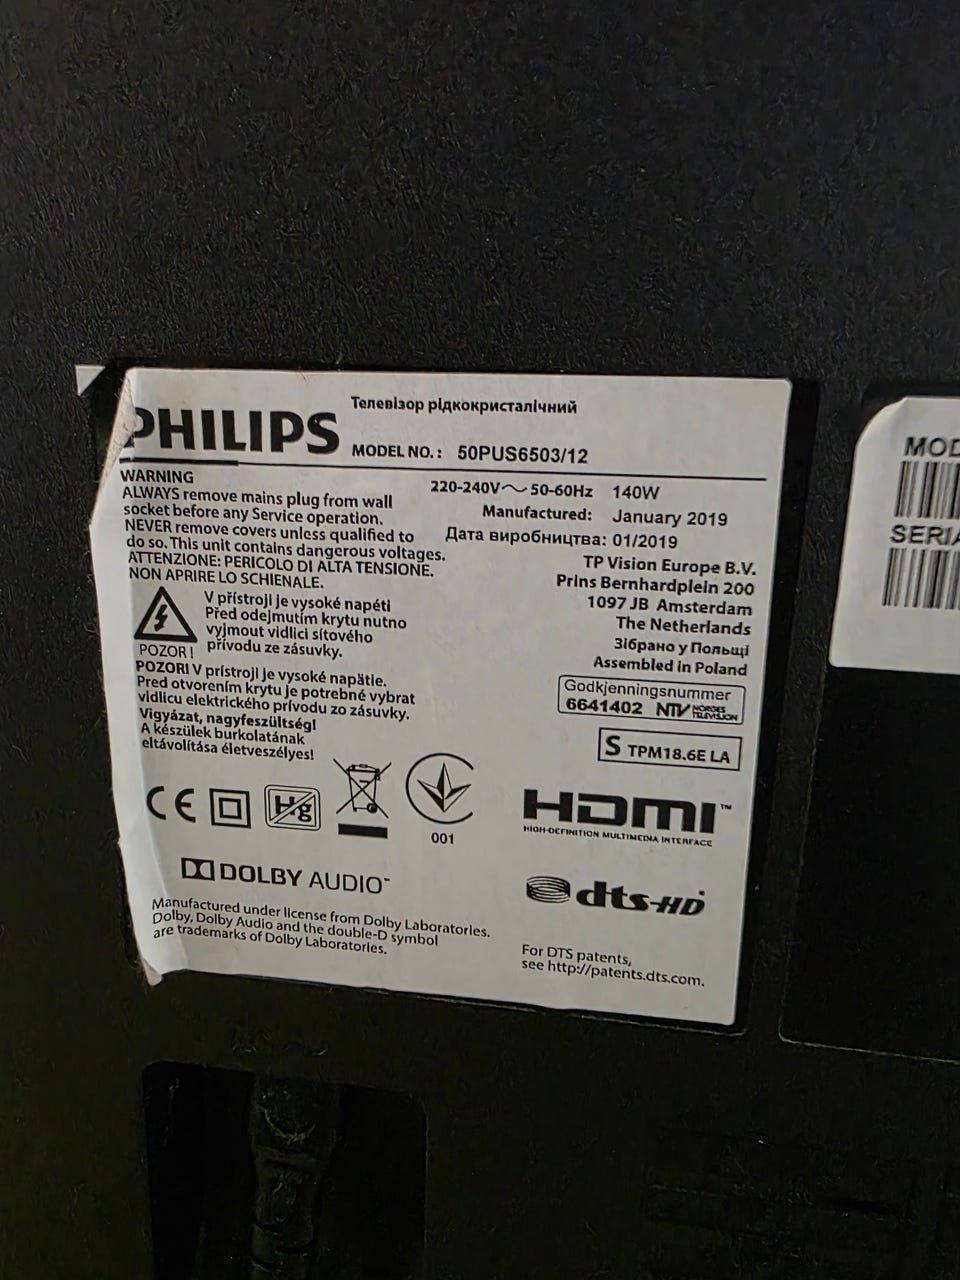 Телевізор рідкокристалічний
PHILIPS
MODEL NO.: 50PUS6503/12
WARNING
ALWAYS remove mains plug from wall
socket before any Service operation.
NEVER remove covers unless qualified to
do so. This unit contains dangerous voltages.
ATTENZIONE: PERICOLO DI ALTA TENSIONE.
NON APRIRE LO SCHIENALE.
V přístroji je vysoké napětí
Před odejmutím krytu nutno
vyjmout vidlici síťového
přívodu ze zásuvky.
POZOR!
POZOR! V prístroji je vysoké napätie.
Pred otvorením krytu je potrebné vybrat
vidlicu elektrického prívodu zo zásuvky.
Vigyázat, nagyfeszültség!
A készülek burkolatának
eltávolítása életveszélyes!
220-240V~ 50-60Hz 140W
Manufactured: January 2019
Дата виробництва: 01/2019
TP Vision Europe B.V.
Prins Bernhardplein 200
1097 JB Amsterdam
The Netherlands
Зібрано у Польщі
Assembled in Poland
Godkjenningsnummer
6641402 NTV NORGES
TELEVISJON
S TPM18.6E LA
CE
Hg
001
HDMI™
HIGH-DEFINITION MULTIMEDIA INTERFACE
DOLBY AUDIO™
dts-HD
Manufactured under license from Dolby Laboratories.
Dolby, Dolby Audio and the double-D symbol
are trademarks of Dolby Laboratories.
For DTS patents,
see http://patents.dts.com.
MOD
SERIA